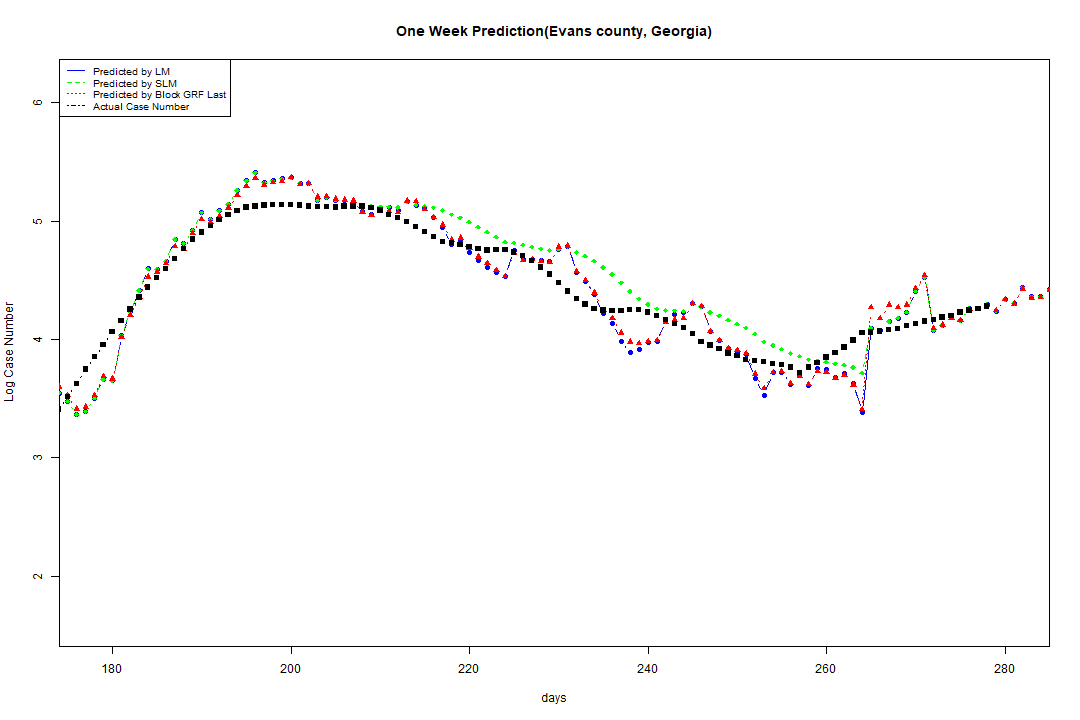 One Week Prediction(Evans county, Georgia)
Predicted by LM
Predicted by SLM
Predicted by Block GRF Last
Actual Case Number
Log Case Number
6
5
4
3
2
180 200 220 240 260 280
days